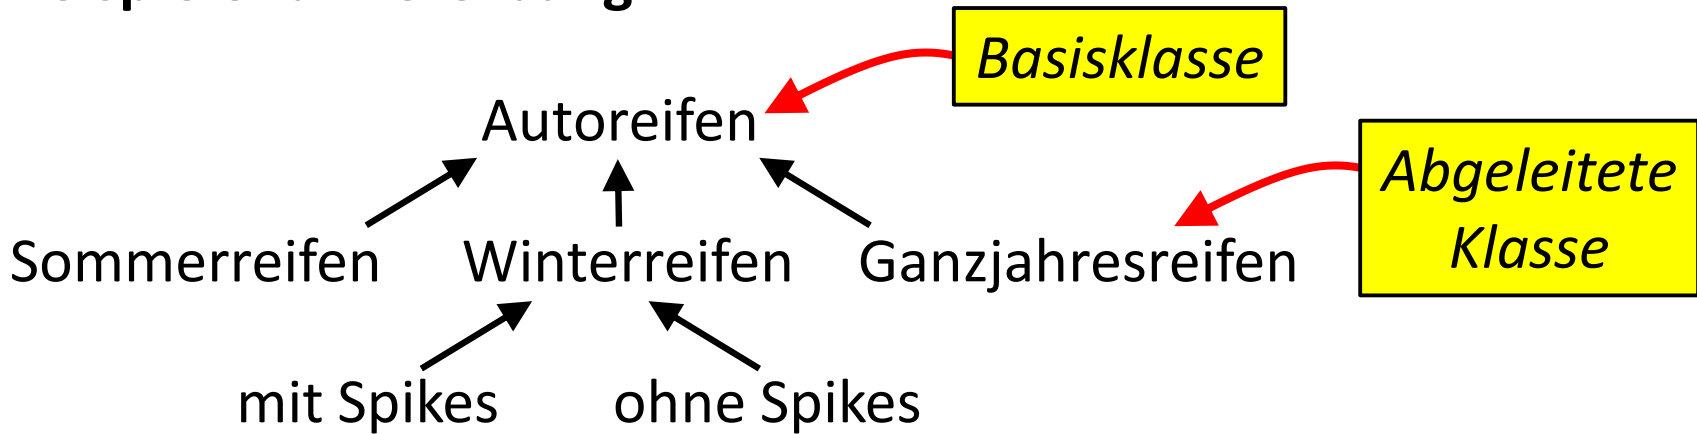 Basisklasse
Autoreifen
Abgeleitete
Klasse
Sommerreifen Winterreifen Ganzjahresreifen
mit Spikes ohne Spikes